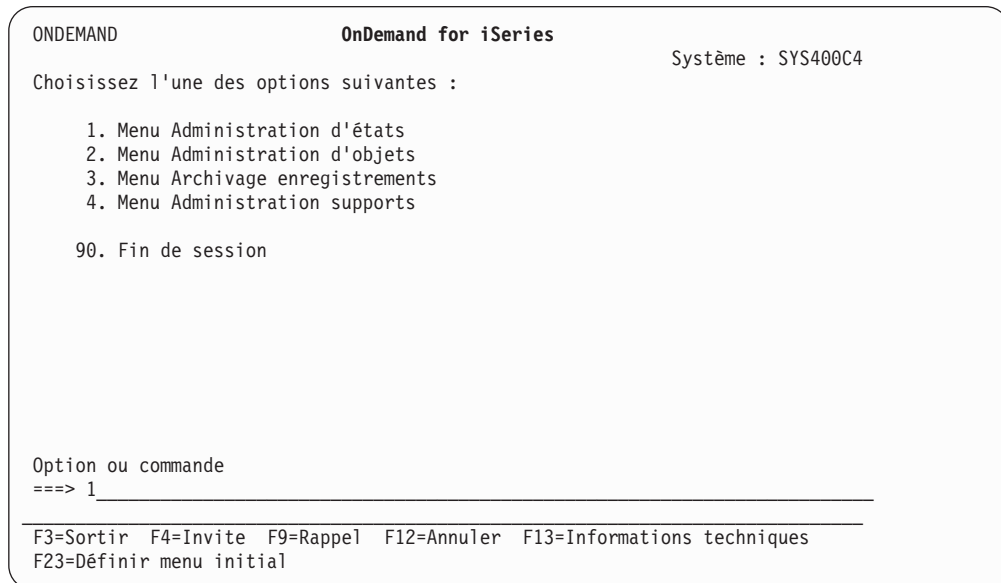 ONDEMAND OnDemand for iSeries
Système : SYS400C4
Choisissez l'une des options suivantes :
1. Menu Administration d'états
2. Menu Administration d'objets
3. Menu Archivage enregistrements
4. Menu Administration supports
90. Fin de session
Option ou commande
===> 1
F3=Sortir F4=Invite F9=Rappel F12=Annuler F13=Informations techniques
F23=Définir menu initial